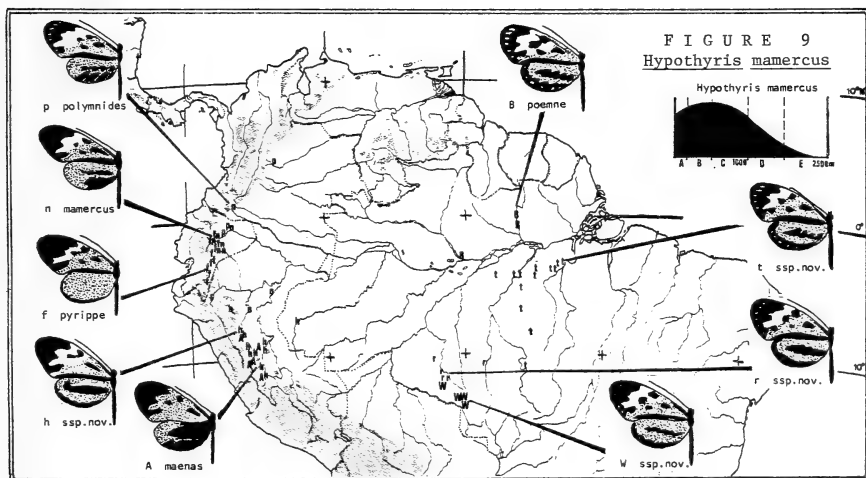 FIGURE 9
Hypothyris mamercus
Hypothyris mamercus
A B C 1000 D E 2500m
p polymnides
n mamercus
f pyrippe
h ssp.nov.
A maenas
B poemne
t ssp.nov.
r ssp.nov.
W ssp.nov.
0°
10°